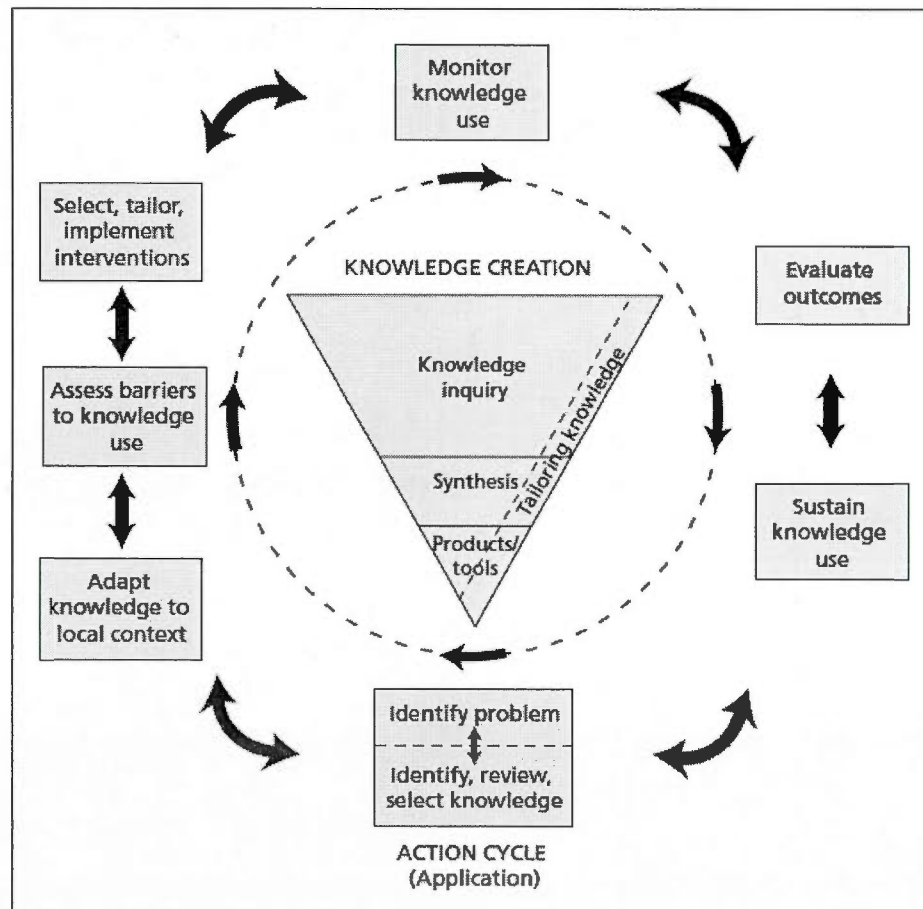 Monitor
knowledge
use
Select, tailor,
implement
interventions
KNOWLEDGE CREATION
Evaluate
outcomes
Knowledge
inquiry
Tailoring knowledge
Assess barriers
to knowledge
use
Synthesis
Sustain
knowledge
use
Products/
tools
Adapt
knowledge to
local context
Identify problem
Identify, review,
select knowledge
ACTION CYCLE
(Application)